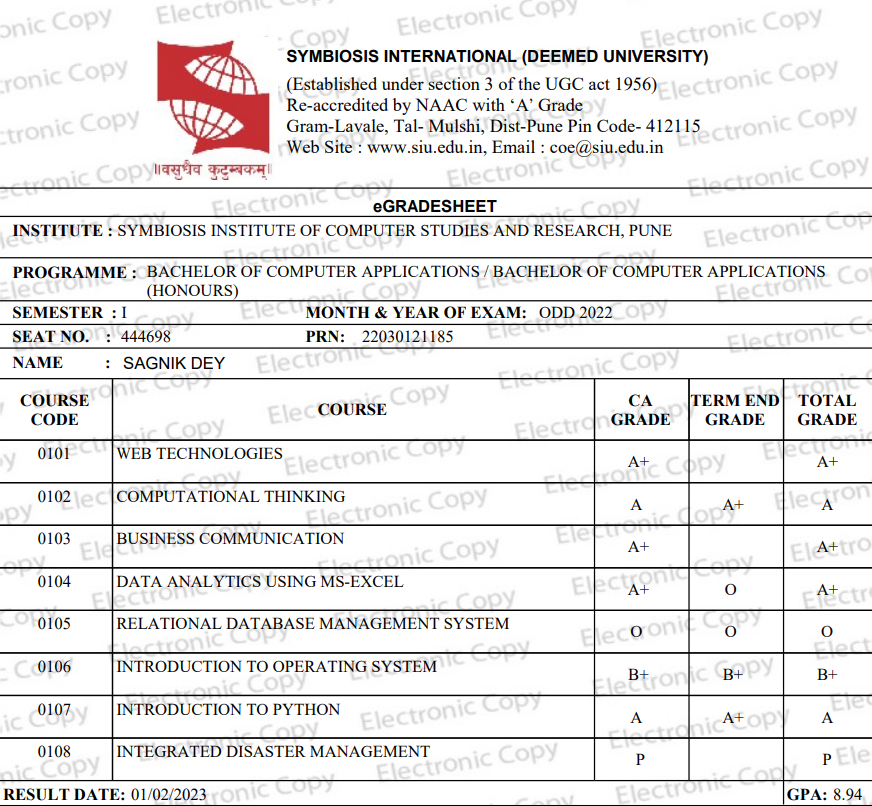 SYMBIOSIS INTERNATIONAL (DEEMED UNIVERSITY)
(Established under section 3 of the UGC act 1956)
Re-accredited by NAAC with ‘A’ Grade
Gram-Lavale, Tal- Mulshi, Dist-Pune Pin Code- 412115
Web Site : www.siu.edu.in, Email : coe@siu.edu.in
॥वसुधैव कुटुम्बकम्॥
eGRADESHEET
INSTITUTE : SYMBIOSIS INSTITUTE OF COMPUTER STUDIES AND RESEARCH, PUNE
PROGRAMME : BACHELOR OF COMPUTER APPLICATIONS / BACHELOR OF COMPUTER APPLICATIONS
(HONOURS)
SEMESTER : I MONTH & YEAR OF EXAM: ODD 2022
SEAT NO. : 444698 PRN: 22030121185
NAME : SAGNIK DEY
COURSE CODE COURSE CA GRADE TERM END GRADE TOTAL GRADE
0101 WEB TECHNOLOGIES A+ A+
0102 COMPUTATIONAL THINKING A A+ A
0103 BUSINESS COMMUNICATION A+ A+
0104 DATA ANALYTICS USING MS-EXCEL A+ O A+
0105 RELATIONAL DATABASE MANAGEMENT SYSTEM O O O
0106 INTRODUCTION TO OPERATING SYSTEM B+ B+ B+
0107 INTRODUCTION TO PYTHON A A+ A
0108 INTEGRATED DISASTER MANAGEMENT P P
RESULT DATE: 01/02/2023 GPA: 8.94
Electronic Copy